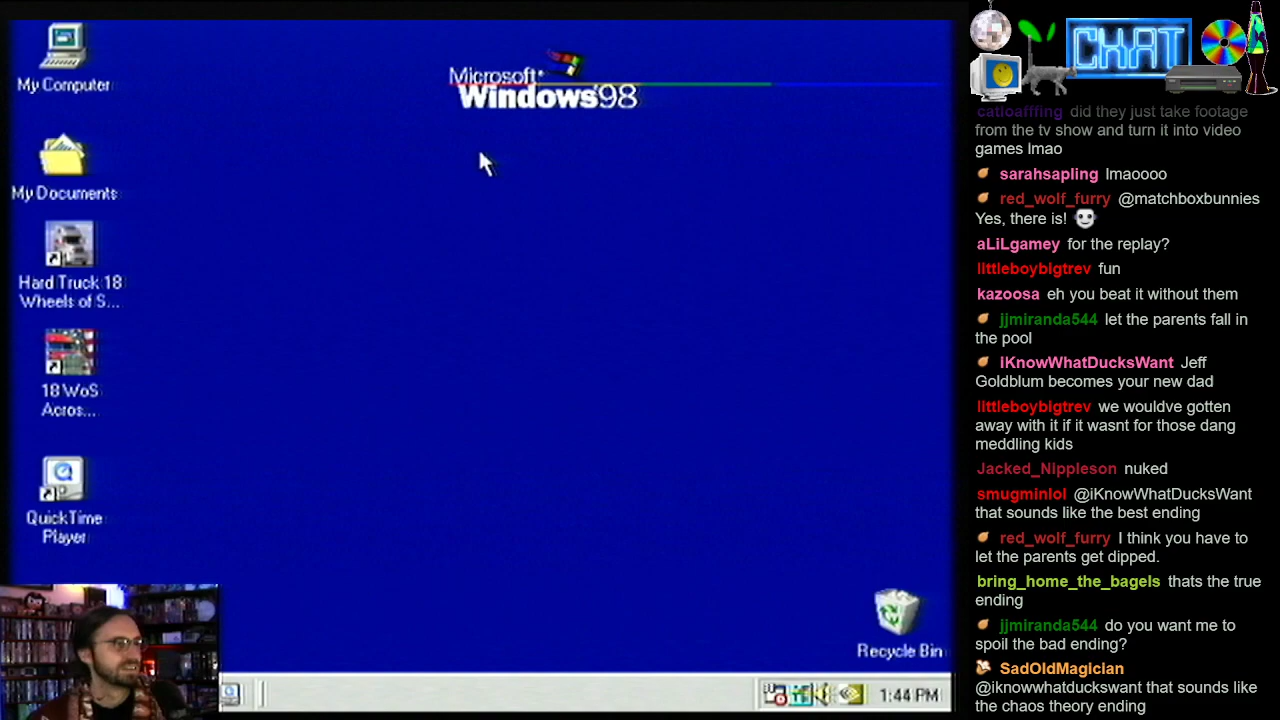 My Computer
Microsoft
Windows 98
My Documents
Hard Truck 18
Wheels of S...
18 WoS
Acros...
QuickTime
Player
Recycle Bin
1:44 PM
CHAT
catloafffing did they just take footage
from the tv show and turn it into video
games lmao
sarahsapling lmaoooo
red_wolf_furry @matchboxbunnies
Yes, there is!
aLiLgamey for the replay?
littleboybigtrev fun
kazoosa eh you beat it without them
jjmiranda544 let the parents fall in
the pool
iKnowWhatDucksWant Jeff
Goldblum becomes your new dad
littleboybigtrev we wouldve gotten
away with it if it wasnt for those dang
meddling kids
Jacked_Nippleson nuked
smugminlol @iKnowWhatDucksWant
that sounds like the best ending
red_wolf_furry I think you have to
let the parents get dipped.
bring_home_the_bagels thats the true
ending
jjmiranda544 do you want me to
spoil the bad ending?
SadOldMagician
@iknowwhatduckswant that sounds like
the chaos theory ending